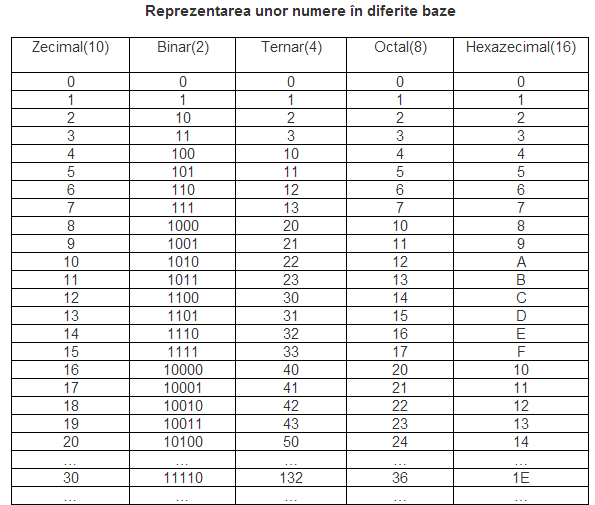 Reprezentarea unor numere în diferite baze
Zecimal(10) Binar(2) Ternar(4) Octal(8) Hexazecimal(16)
0 0 0 0 0
1 1 1 1 1
2 10 2 2 2
3 11 3 3 3
4 100 10 4 4
5 101 11 5 5
6 110 12 6 6
7 111 13 7 7
8 1000 20 10 8
9 1001 21 11 9
10 1010 22 12 A
11 1011 23 13 B
12 1100 30 14 C
13 1101 31 15 D
14 1110 32 16 E
15 1111 33 17 F
16 10000 40 20 10
17 10001 41 21 11
18 10010 42 22 12
19 10011 43 23 13
20 10100 50 24 14
... ... ... ... ...
30 11110 132 36 1E
... ... ... ... ...